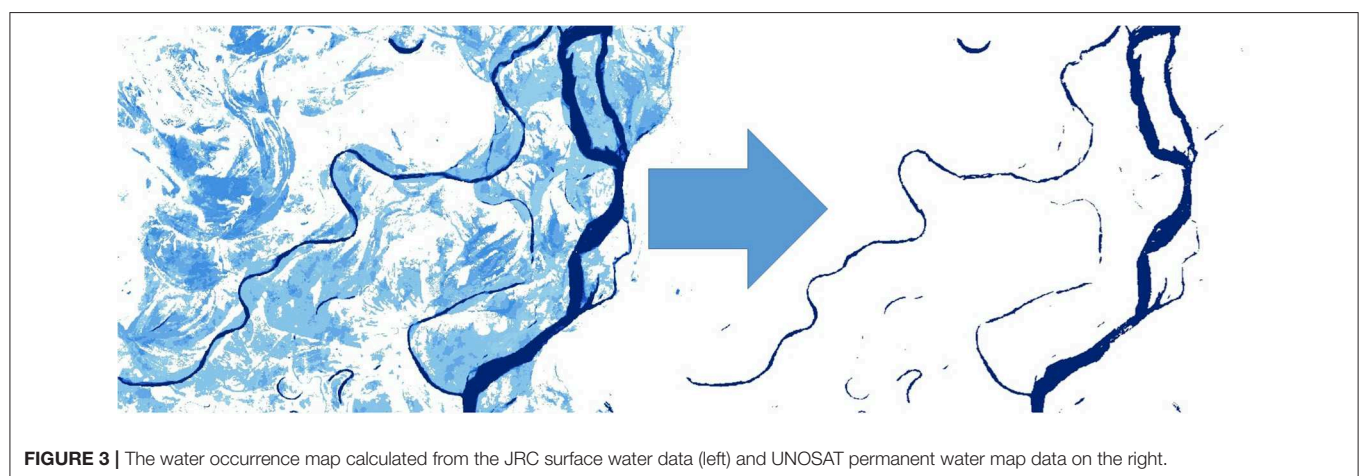 FIGURE 3 | The water occurrence map calculated from the JRC surface water data (left) and UNOSAT permanent water map data on the right.